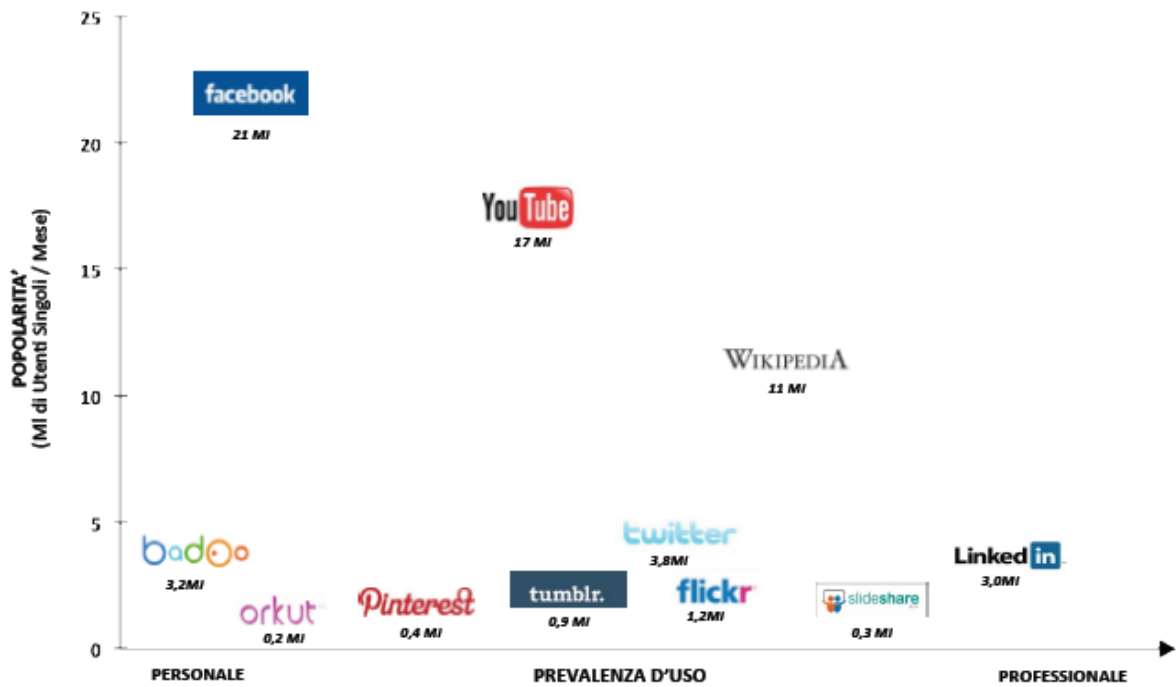 25
facebook
21 MI
20
YouTube
17 MI
15
POPOLARITA'
(MI di Utenti Singoli / Mese)
WIKIPEDIA
11 MI
10
5
badoo
3,2MI
twitter
3,8MI
Linked in
3,0MI
orkut
0,2 MI
Pinterest
0,4 MI
tumblr.
0,9 MI
flickr
1,2MI
slideshare
0,3 MI
0
PERSONALE
PREVALENZA D'USO
PROFESSIONALE